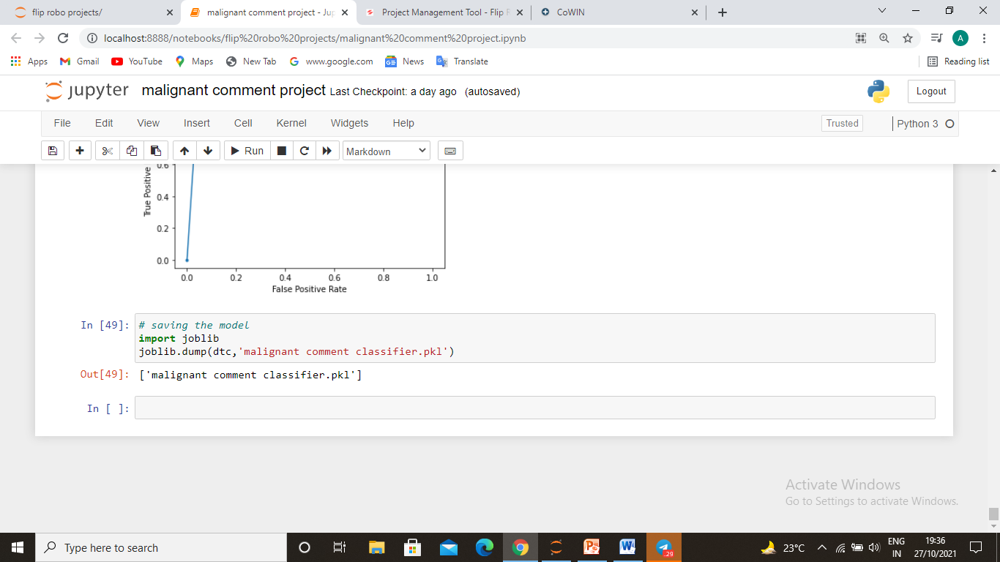 flip robo projects/
malignant comment project - Jup
Project Management Tool - Flip R
CoWIN
localhost:8888/notebooks/flip%20robo%20projects/malignant%20comment%20project.ipynb
A
Apps Gmail YouTube Maps New Tab www.google.com News Translate Reading list
jupyter malignant comment project Last Checkpoint: a day ago (autosaved) Logout
File Edit View Insert Cell Kernel Widgets Help Trusted Python 3
Run Markdown
True Positive
0.6
0.4
0.2
0.0
0.0 0.2 0.4 0.6 0.8 1.0
False Positive Rate
In [49]: # saving the model
import joblib
joblib.dump(dtc,'malignant comment classifier.pkl')
Out[49]: ['malignant comment classifier.pkl']
In [ ]:
Activate Windows
Go to Settings to activate Windows.
Type here to search
29
23°C
ENG
IN
19:36
27/10/2021